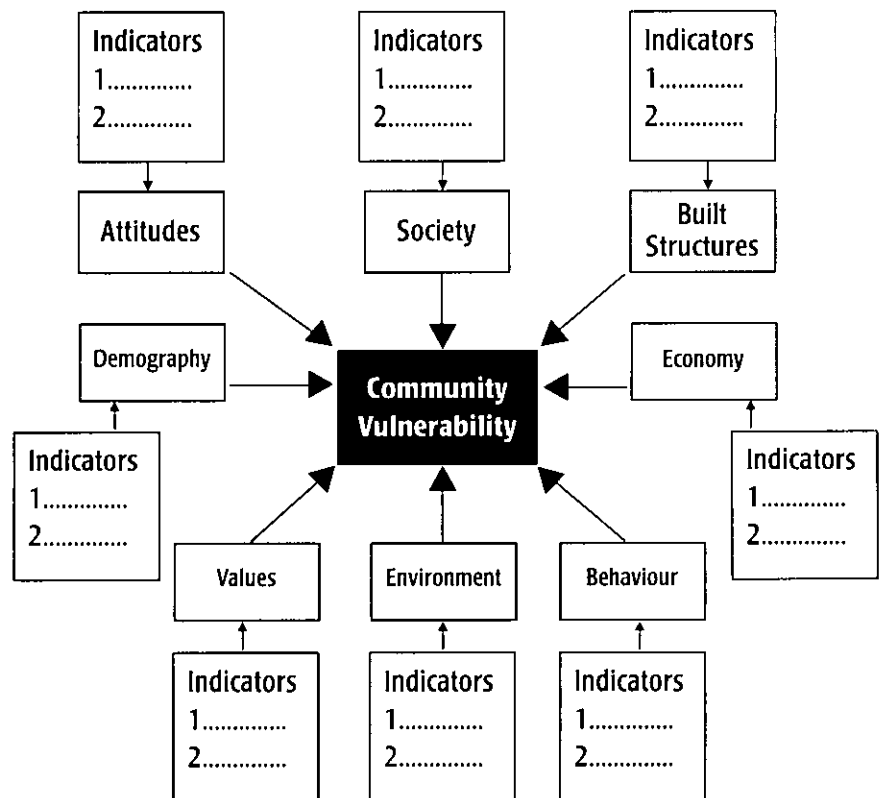 Indicators
1..............
2..............
Indicators
1..............
2..............
Indicators
1..............
2..............
Attitudes
Society
Built
Structures
Demography
Community
Vulnerability
Economy
Indicators
1..............
2..............
Indicators
1..............
2..............
Values
Environment
Behaviour
Indicators
1..............
2..............
Indicators
1..............
2..............
Indicators
1..............
2..............